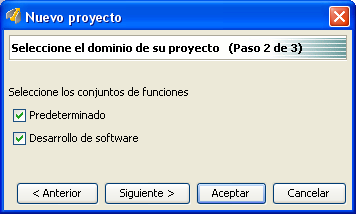 Nuevo proyecto
Seleccione el dominio de su proyecto (Paso 2 de 3)
Seleccione los conjuntos de funciones
Predeterminado
Desarrollo de software
< Anterior Siguiente > Aceptar Cancelar